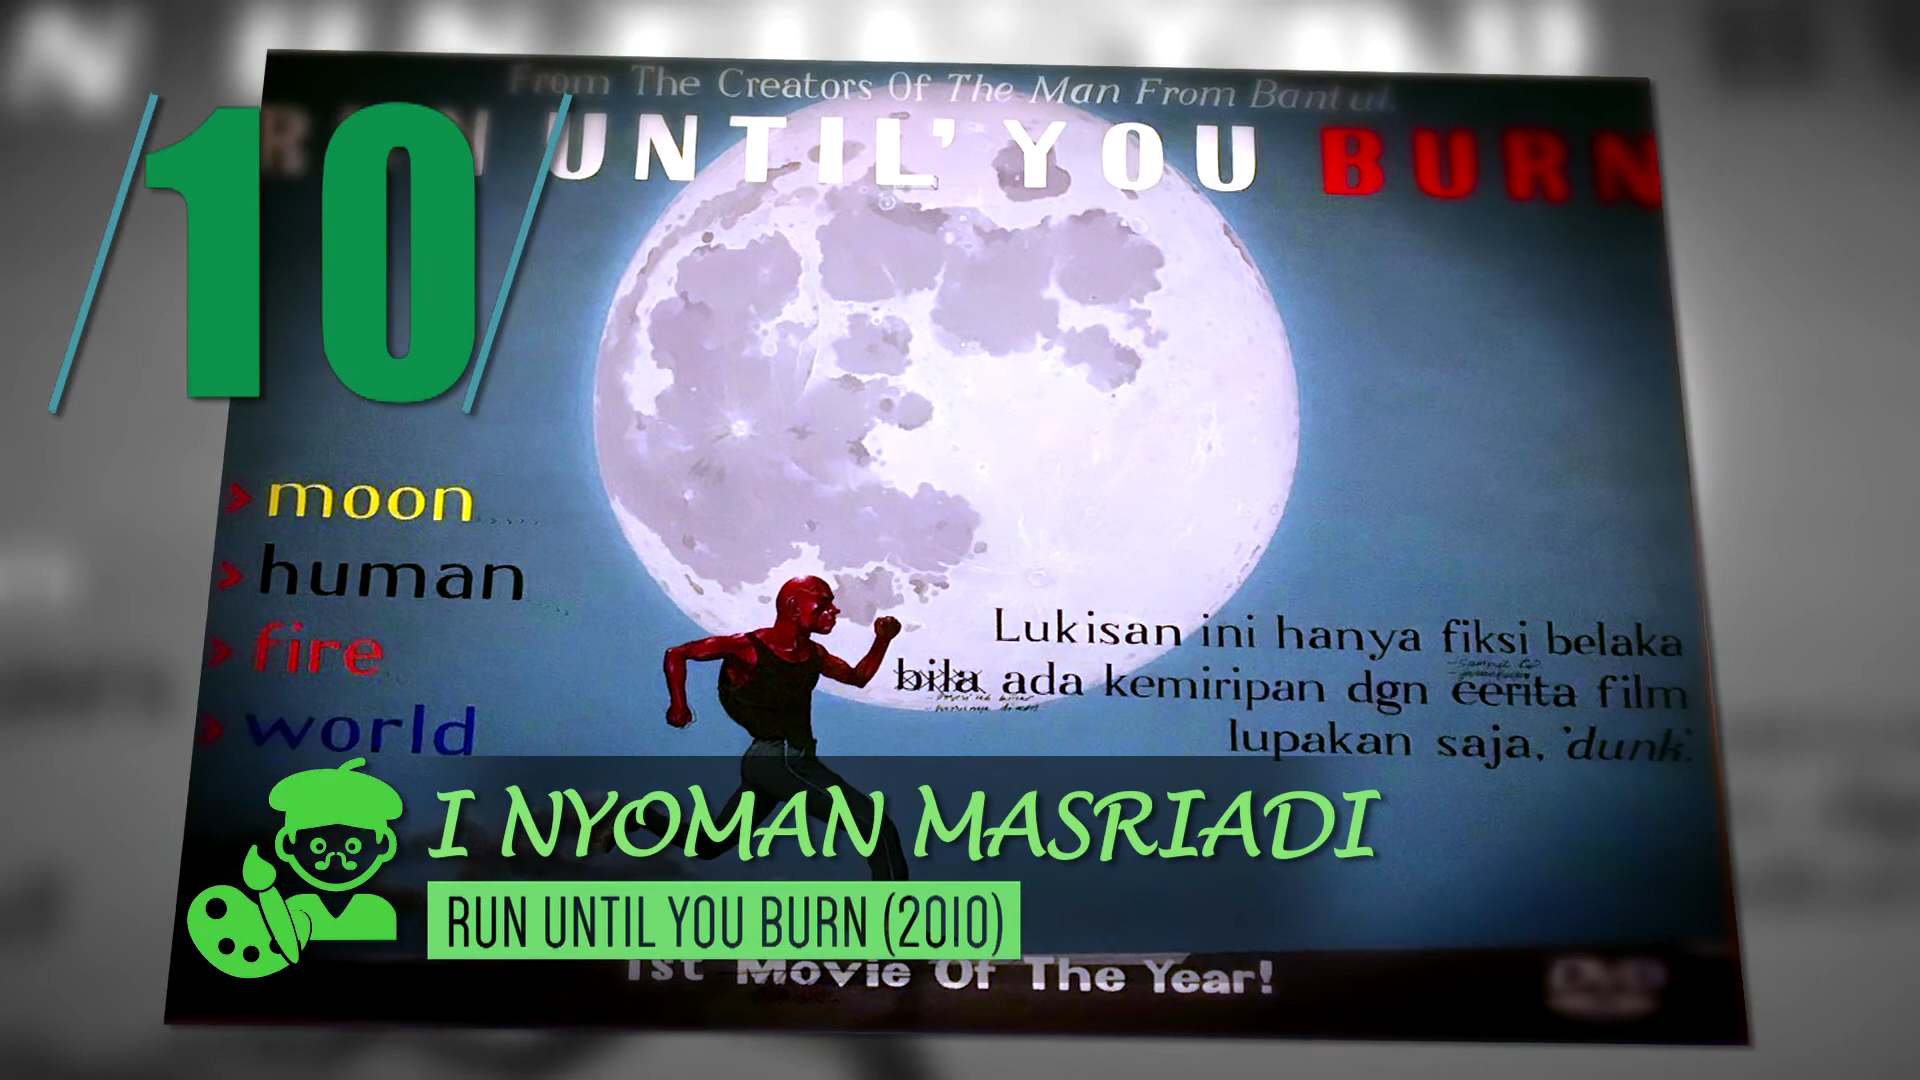 From The Creators Of The Man From Bantul.
RUN UNTIL' YOU BURN
10
> moon
> human
> fire
> world
Lukisan ini hanya fiksi belaka
bila ada kemiripan dgn cerita film
lupakan saja, 'dunk'.
I NYOMAN MASRIADI
RUN UNTIL YOU BURN (2010)
1st Movie Of The Year!
DVD